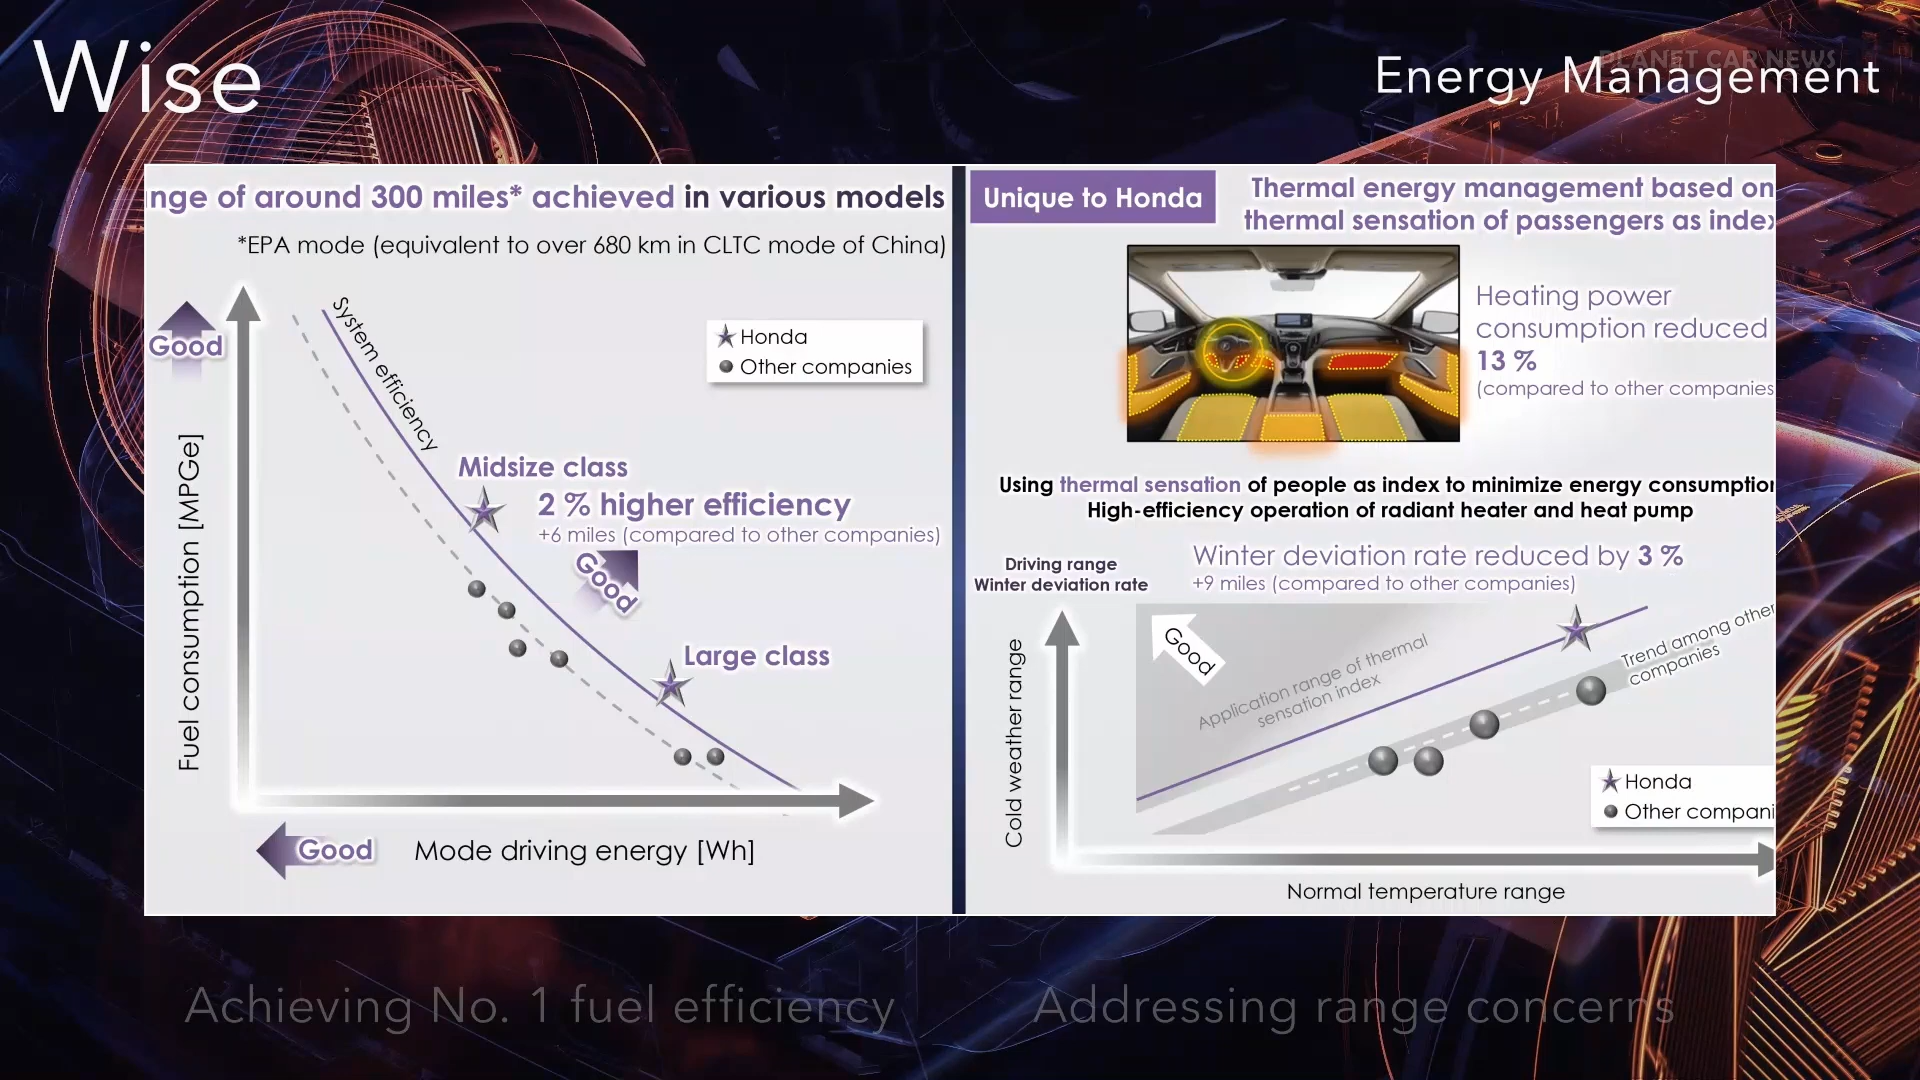 Wise
PLANET CAR NEWS
Energy Management
nge of around 300 miles* achieved in various models
*EPA mode (equivalent to over 680 km in CLTC mode of China)
Good
System efficiency
Honda
Other companies
Fuel consumption [MPGe]
Midsize class
2 % higher efficiency
+6 miles (compared to other companies)
Good
Large class
Good
Mode driving energy [Wh]
Unique to Honda
Thermal energy management based on
thermal sensation of passengers as index
Heating power
consumption reduced
13 %
(compared to other companies
Using thermal sensation of people as index to minimize energy consumption
High-efficiency operation of radiant heater and heat pump
Driving range
Winter deviation rate
Winter deviation rate reduced by 3 %
+9 miles (compared to other companies)
Cold weather range
Good
Application range of thermal
sensation index
Trend among other
companies
Honda
Other compani
Normal temperature range
Achieving No. 1 fuel efficiency
Addressing range concerns